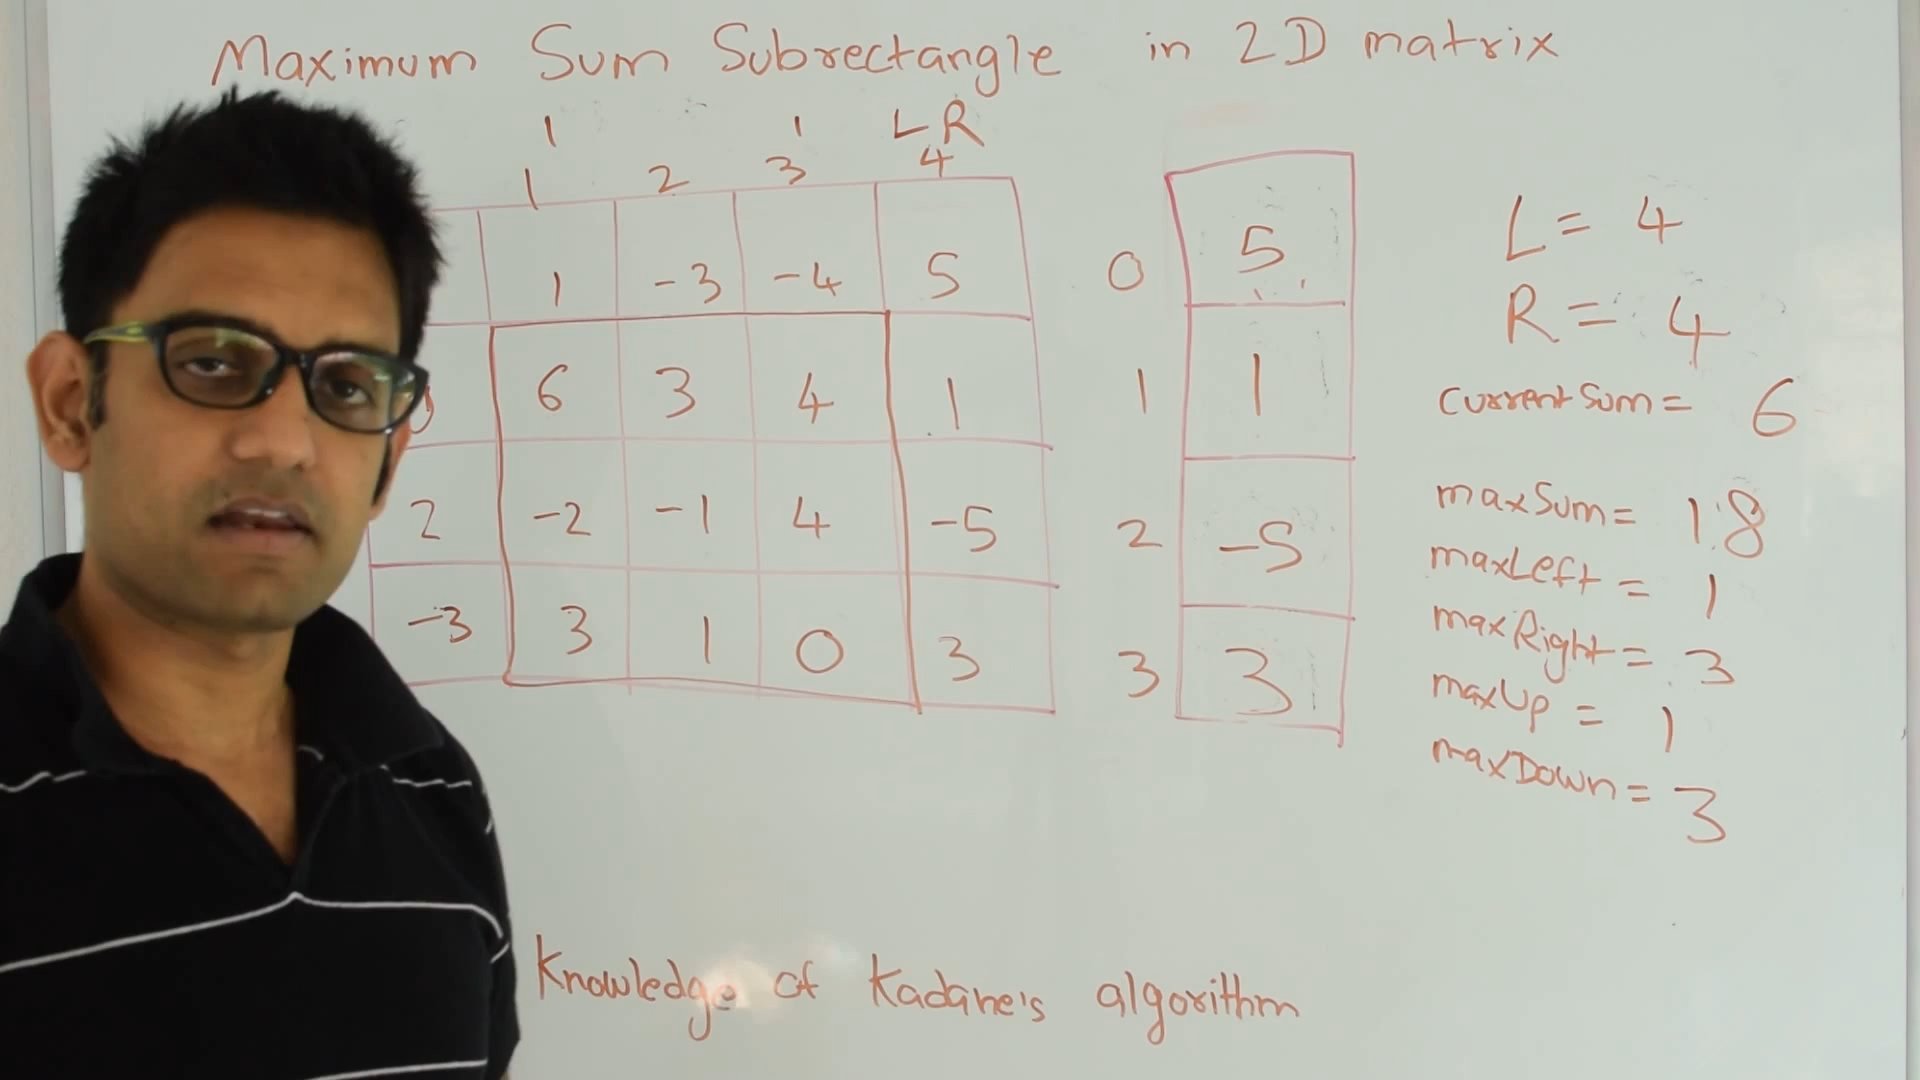 Maximum Sum Subrectangle in 2D matrix
1 1 L R
1 2 3 4
1 -3 -4 5
6 3 4 1
2 -2 -1 4 -5
-3 3 1 0 3
0 5
1 1
2 -5
3 3
L = 4
R = 4
currentSum = 6
maxSum = 18
maxLeft = 1
maxRight = 3
maxUp = 1
maxDown = 3
Knowledge of Kadane's algorithm